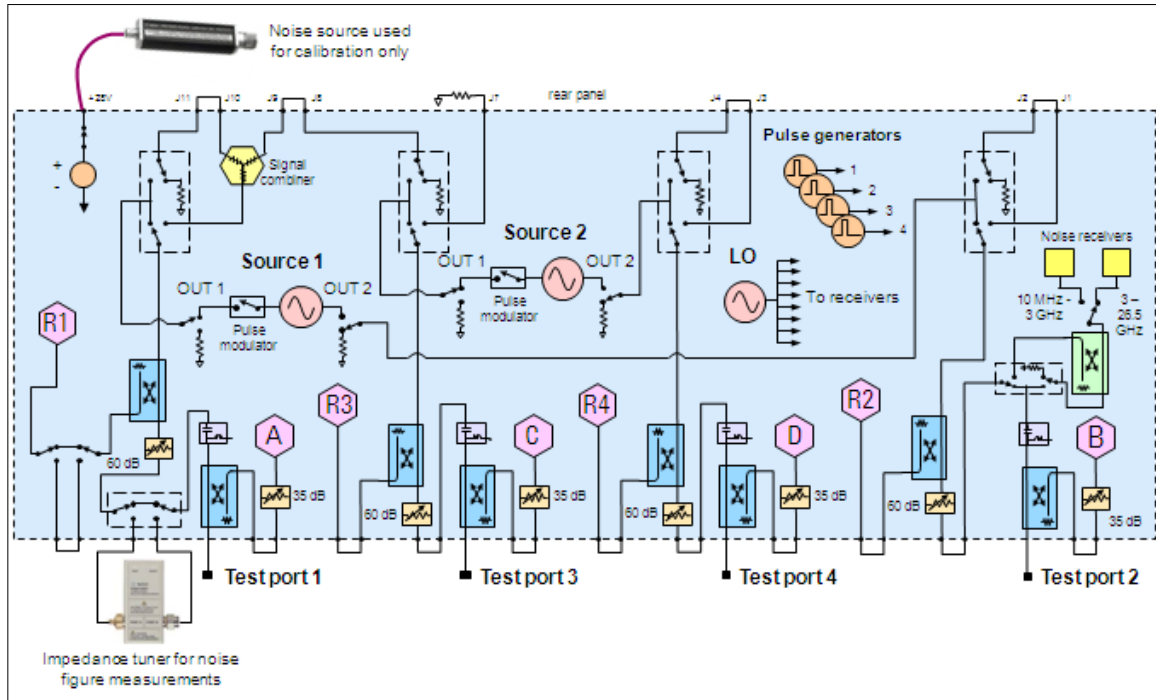 Noise source used
for calibration only
+28V
J11
J10
J9
J8
J7
rear panel
J4
J3
J2
J1
+
-
Signal
combiner
Pulse generators
1
2
3
4
Source 1
OUT 1
OUT 2
Pulse
modulator
Source 2
OUT 1
OUT 2
Pulse
modulator
LO
To receivers
Noise receivers
10 MHz -
3 GHz
3 –
26.5
GHz
R1
R3
R4
R2
A
C
D
B
60 dB
35 dB
60 dB
35 dB
60 dB
35 dB
60 dB
35 dB
Test port 1
Test port 3
Test port 4
Test port 2
Impedance tuner for noise
figure measurements